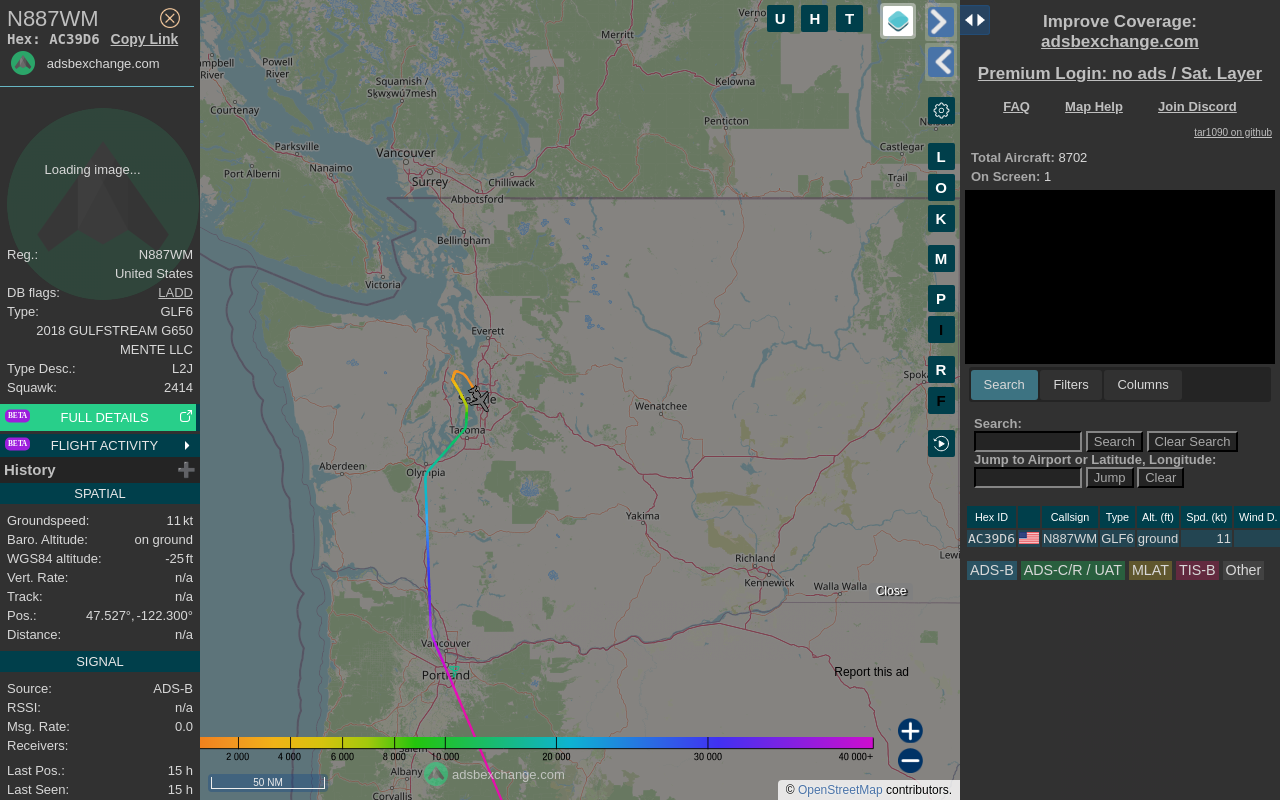 N887WM
Hex: AC39D6 Copy Link
adsbexchange.com
Loading image...
Reg.: N887WM
United States
DB flags: LADD
Type: GLF6
2018 GULFSTREAM G650
MENTE LLC
Type Desc.: L2J
Squawk: 2414
BETA FULL DETAILS
BETA FLIGHT ACTIVITY
History
SPATIAL
Groundspeed: 11 kt
Baro. Altitude: on ground
WGS84 altitude: -25 ft
Vert. Rate: n/a
Track: n/a
Pos.: 47.527°, -122.300°
Distance: n/a
SIGNAL
Source: ADS-B
RSSI: n/a
Msg. Rate: 0.0
Receivers:
Last Pos.: 15 h
Last Seen: 15 h
U H T
L
O
K
M
P
I
R
F
Merritt
Powell
River
River
Squamish /
Sḵwx̱wú7mesh
Kelowna
Courtenay
Penticton
Parksville
Vancouver
Castlegar
Nanaimo
Port Alberni
Surrey
Chilliwack
Trail
Abbotsford
Bellingham
Victoria
Everett
Wenatchee
Tacoma
Aberdeen
Olympia
Yakima
Richland
Kennewick
Walla Walla
Close
Vancouver
Portland
Report this ad
2 000 4 000 6 000 8 000 10 000 20 000 30 000 40 000+
Albany
adsbexchange.com
50 NM
Corvallis
© OpenStreetMap contributors.
Improve Coverage:
adsbexchange.com
Premium Login: no ads / Sat. Layer
FAQ Map Help Join Discord
tar1090 on github
Total Aircraft: 8702
On Screen: 1
Search Filters Columns
Search:
Search Clear Search
Jump to Airport or Latitude, Longitude:
Jump Clear
Hex ID Callsign Type Alt. (ft) Spd. (kt) Wind D.
AC39D6 N887WM GLF6 ground 11
ADS-B ADS-C/R / UAT MLAT TIS-B Other